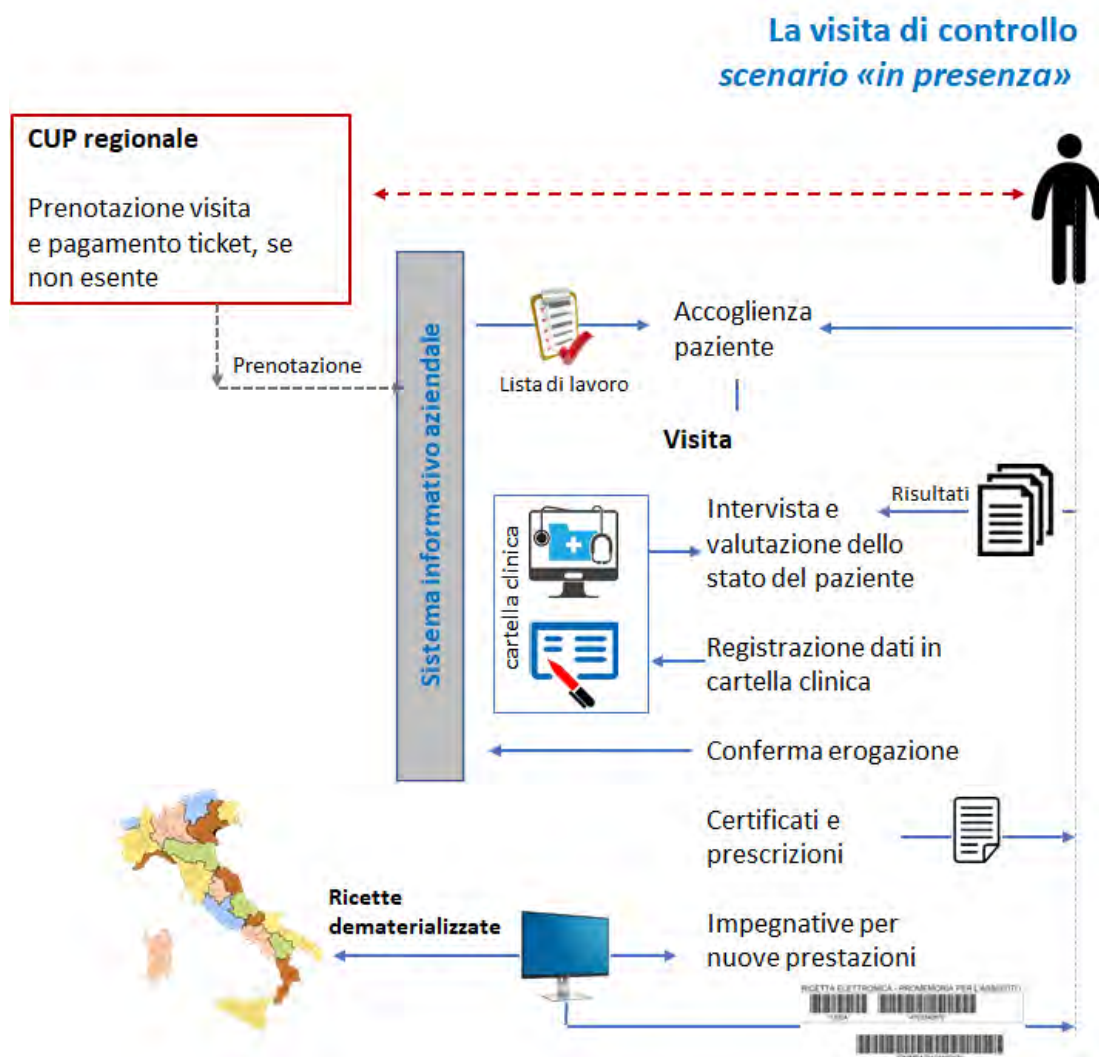 La visita di controllo
scenario «in presenza»
CUP regionale
Prenotazione visita
e pagamento ticket, se
non esente
Prenotazione
Sistema informativo aziendale
Lista di lavoro
Accoglienza
paziente
Visita
cartella clinica
Intervista e
valutazione dello
stato del paziente
Risultati
Registrazione dati in
cartella clinica
Conferma erogazione
Certificati e
prescrizioni
Ricette
dematerializzate
Impegnative per
nuove prestazioni
RICETTA ELETTRONICA - PROMEMORIA PER L'ASSISTITO